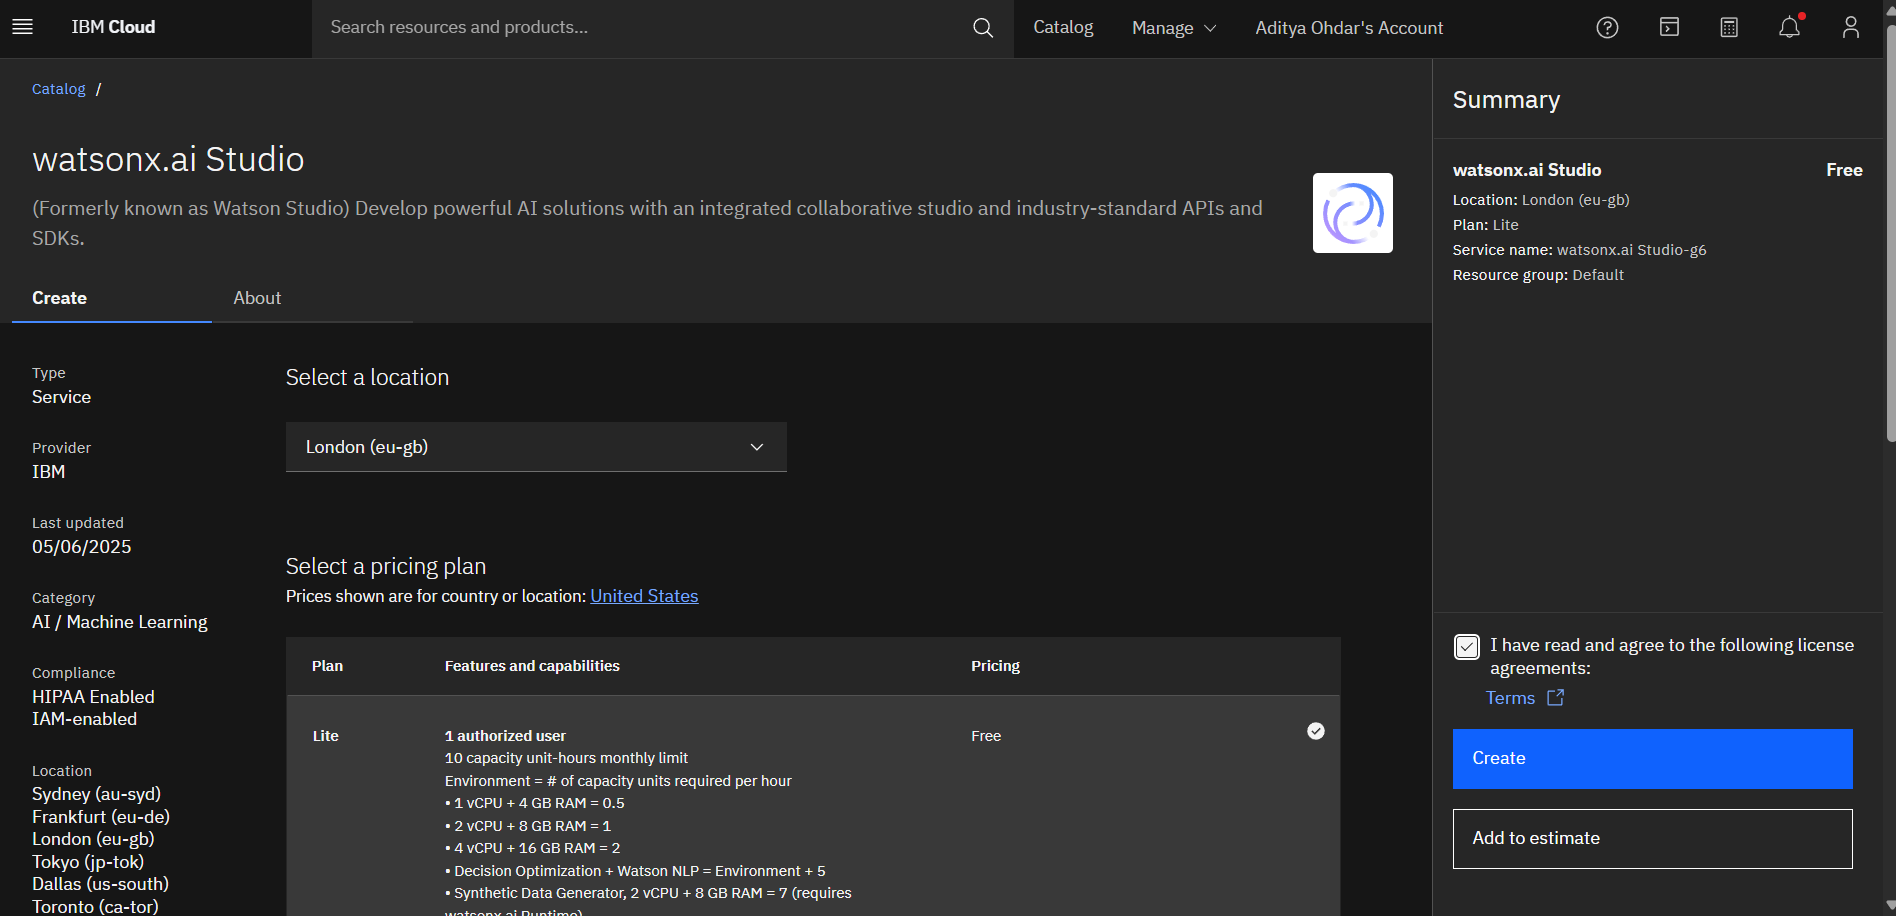 IBM Cloud
Search resources and products...
Catalog
Manage
Aditya Ohdar's Account
Catalog /
watsonx.ai Studio
(Formerly known as Watson Studio) Develop powerful AI solutions with an integrated collaborative studio and industry-standard APIs and
SDKs.
Create
About
Type
Service
Provider
IBM
Last updated
05/06/2025
Category
AI / Machine Learning
Compliance
HIPAA Enabled
IAM-enabled
Location
Sydney (au-syd)
Frankfurt (eu-de)
London (eu-gb)
Tokyo (jp-tok)
Dallas (us-south)
Toronto (ca-tor)
Select a location
London (eu-gb)
Select a pricing plan
Prices shown are for country or location: United States
Plan
Features and capabilities
Pricing
Lite
1 authorized user
10 capacity unit-hours monthly limit
Environment = # of capacity units required per hour
• 1 vCPU + 4 GB RAM = 0.5
• 2 vCPU + 8 GB RAM = 1
• 4 vCPU + 16 GB RAM = 2
• Decision Optimization + Watson NLP = Environment + 5
• Synthetic Data Generator, 2 vCPU + 8 GB RAM = 7 (requires
watsonx.ai Runtime)
Free
Summary
watsonx.ai Studio
Free
Location: London (eu-gb)
Plan: Lite
Service name: watsonx.ai Studio-g6
Resource group: Default
I have read and agree to the following license
agreements:
Terms
Create
Add to estimate